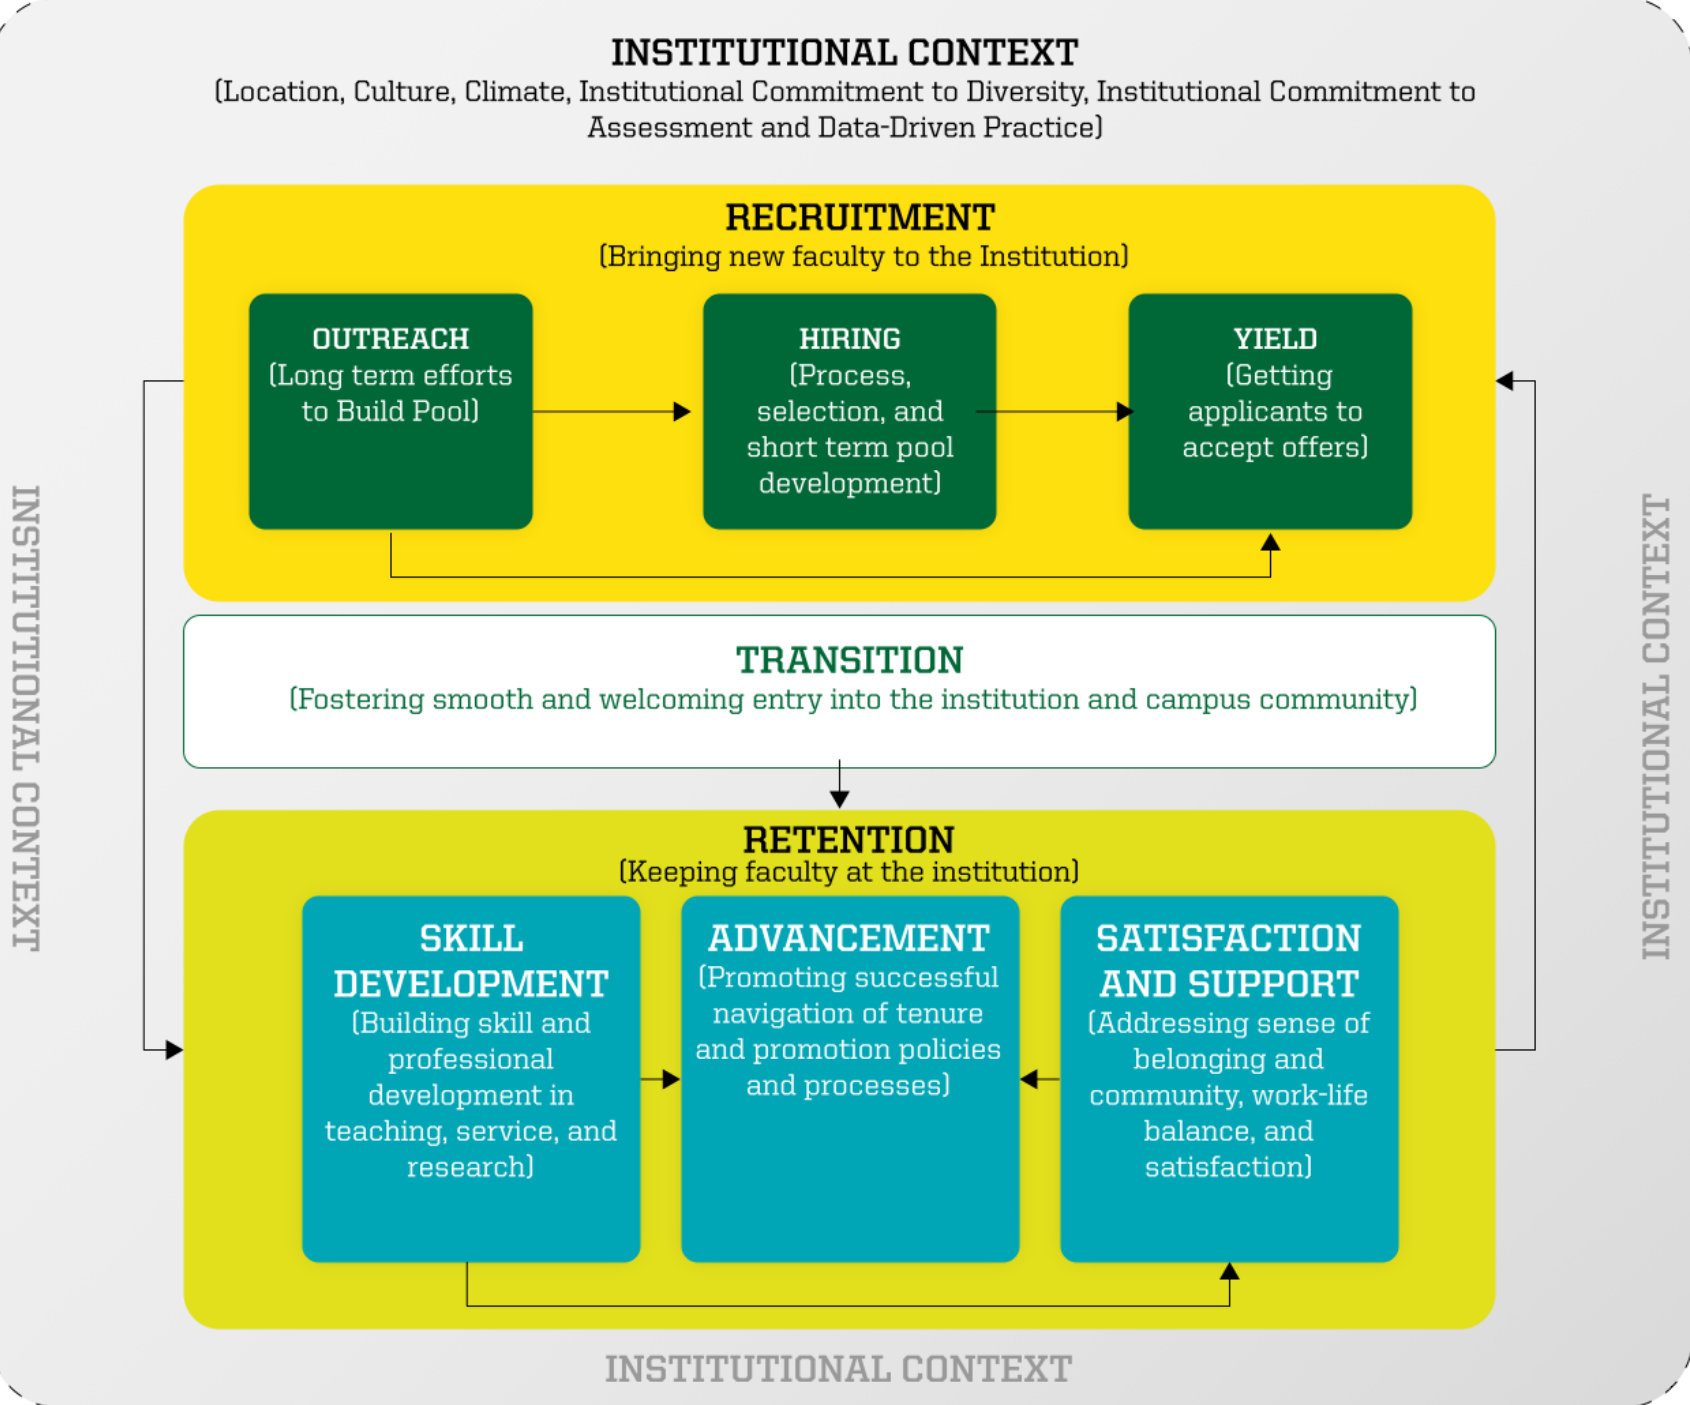 INSTITUTIONAL CONTEXT
(Location, Culture, Climate, Institutional Commitment to Diversity, Institutional Commitment to
Assessment and Data-Driven Practice)
RECRUITMENT
(Bringing new faculty to the Institution)
OUTREACH
(Long term efforts
to Build Pool)
HIRING
(Process,
selection, and
short term pool
development)
YIELD
(Getting
applicants to
accept offers)
INSTITUTIONAL CONTEXT
INSTITUTIONAL CONTEXT
TRANSITION
(Fostering smooth and welcoming entry into the institution and campus community)
RETENTION
(Keeping faculty at the institution)
SKILL
DEVELOPMENT
(Building skill and
professional
development in
teaching, service, and
research)
ADVANCEMENT
(Promoting successful
navigation of tenure
and promotion policies
and processes)
SATISFACTION
AND SUPPORT
(Addressing sense of
belonging and
community, work-life
balance, and
satisfaction)
INSTITUTIONAL CONTEXT